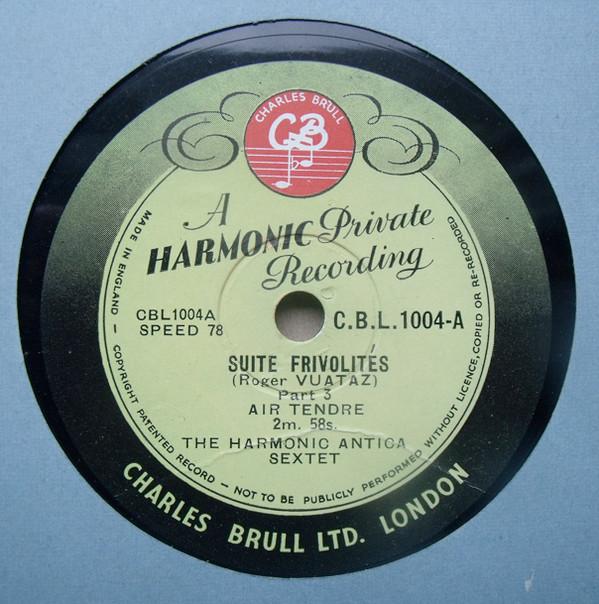 CHARLES BRULL
CB
A
HARMONIC Private
Recording
CBL1004A
SPEED 78
C.B.L.1004-A
SUITE FRIVOLITÉS
(Roger VUATAZ)
Part 3
AIR TENDRE
2m. 58s.
THE HARMONIC ANTICA
SEXTET
MADE IN ENGLAND — COPYRIGHT PATENTED RECORD — NOT TO BE PUBLICLY PERFORMED WITHOUT LICENCE, COPIED OR RE-RECORDED
CHARLES BRULL LTD. LONDON